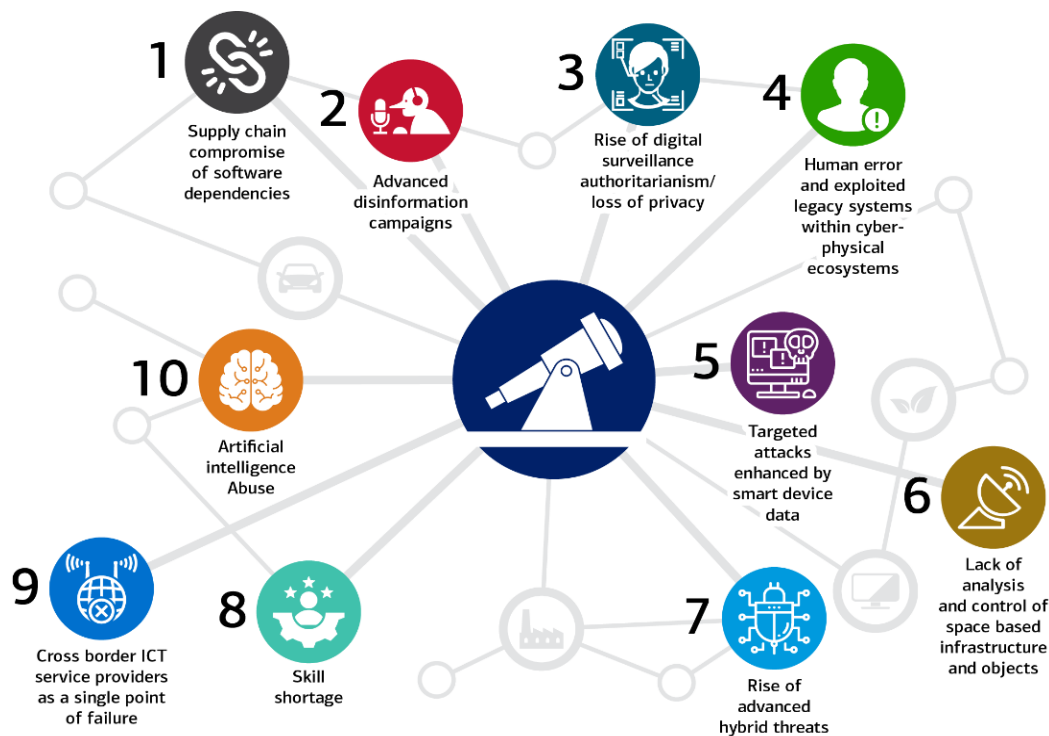 1
Supply chain
compromise
of software
dependencies
2
Advanced
disinformation
campaigns
3
Rise of digital
surveillance
authoritarianism/
loss of privacy
4
Human error
and exploited
legacy systems
within cyber-
physical
ecosystems
5
Targeted
attacks
enhanced by
smart device
data
6
Lack of
analysis
and control of
space based
infrastructure
and objects
7
Rise of
advanced
hybrid threats
8
Skill
shortage
9
Cross border ICT
service providers
as a single point
of failure
10
Artificial
intelligence
Abuse